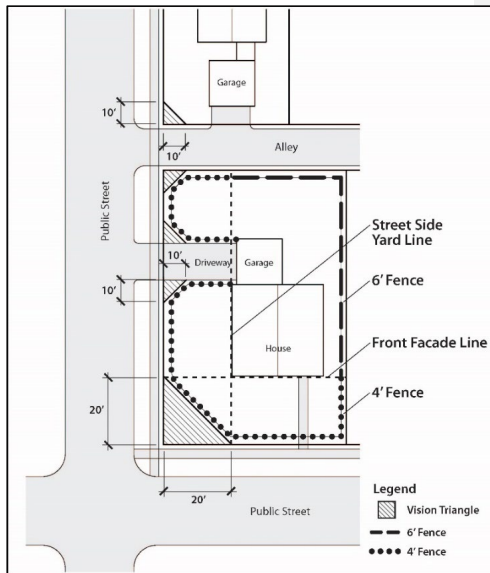 Garage
10'
10'
Alley
Public Street
Street Side
Yard Line
10'
Driveway
Garage
6' Fence
10'
House
Front Facade Line
4' Fence
20'
20'
Public Street
Legend
Vision Triangle
6' Fence
4' Fence